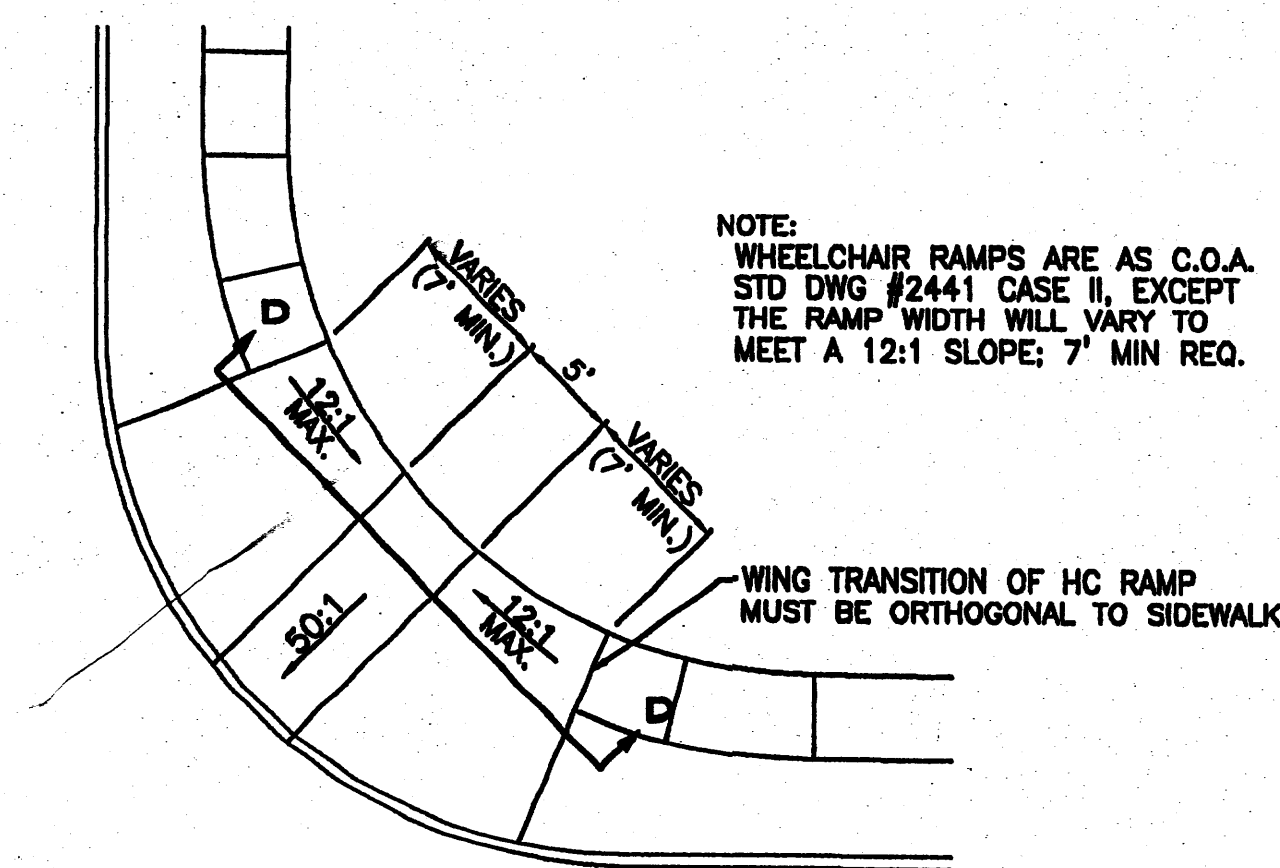 NOTE:
WHEELCHAIR RAMPS ARE AS C.O.A.
STD DWG #2441 CASE II, EXCEPT
THE RAMP WIDTH WILL VARY TO
MEET A 12:1 SLOPE; 7' MIN REQ.
VARIES
(7' MIN.)
5'
VARIES
(7' MIN.)
D
12:1
MAX.
50:1
12:1
MAX.
WING TRANSITION OF HC RAMP
MUST BE ORTHOGONAL TO SIDEWALK
D